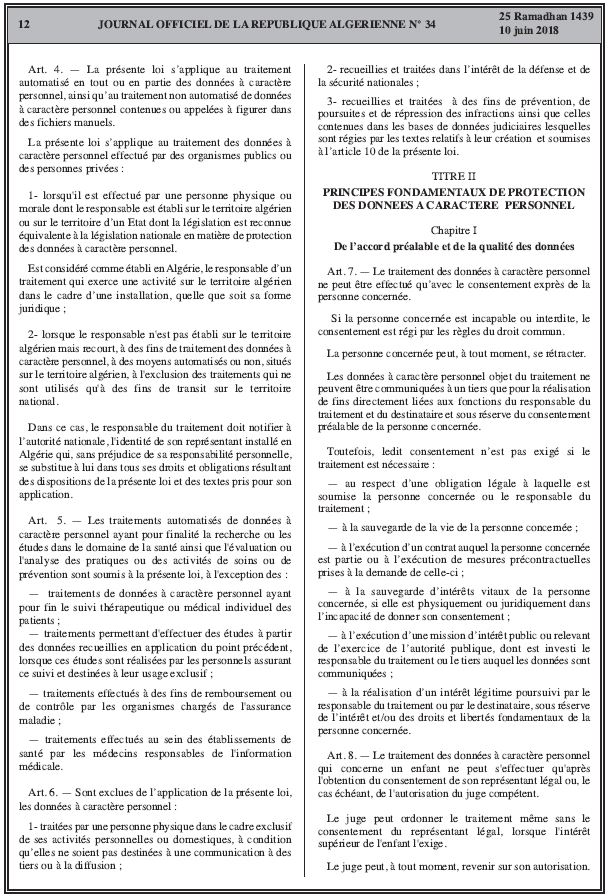 12
JOURNAL OFFICIEL DE LA REPUBLIQUE ALGERIENNE N° 34
25 Ramadhan 1439
10 juin 2018
Art. 4. — La présente loi s’applique au traitement
automatisé en tout ou en partie des données à caractère
personnel, ainsi qu’au traitement non automatisé de données
à caractère personnel contenues ou appelées à figurer dans
des fichiers manuels.
La présente loi s’applique au traitement des données à
caractère personnel effectué par des organismes publics ou
des personnes privées :
1- lorsqu'il est effectué par une personne physique ou
morale dont le responsable est établi sur le territoire algérien
ou sur le territoire d’un Etat dont la législation est reconnue
équivalente à la législation nationale en matière de protection
des données à caractère personnel.
Est considéré comme établi en Algérie, le responsable d’un
traitement qui exerce une activité sur le territoire algérien
dans le cadre d’une installation, quelle que soit sa forme
juridique ;
2- lorsque le responsable n'est pas établi sur le territoire
algérien mais recourt, à des fins de traitement des données à
caractère personnel, à des moyens automatisés ou non, situés
sur le territoire algérien, à l'exclusion des traitements qui ne
sont utilisés qu'à des fins de transit sur le territoire
national.
Dans ce cas, le responsable du traitement doit notifier à
l’autorité nationale, l'identité de son représentant installé en
Algérie qui, sans préjudice de sa responsabilité personnelle,
se substitue à lui dans tous ses droits et obligations résultant
des dispositions de la présente loi et des textes pris pour son
application.
Art. 5. — Les traitements automatisés de données à
caractère personnel ayant pour finalité la recherche ou les
études dans le domaine de la santé ainsi que l'évaluation ou
l'analyse des pratiques ou des activités de soins ou de
prévention sont soumis à la présente loi, à l'exception des :
— traitements de données à caractère personnel ayant
pour fin le suivi thérapeutique ou médical individuel des
patients ;
— traitements permettant d'effectuer des études à partir
des données recueillies en application du point précédent,
lorsque ces études sont réalisées par les personnels assurant
ce suivi et destinées à leur usage exclusif ;
— traitements effectués à des fins de remboursement ou
de contrôle par les organismes chargés de l'assurance
maladie ;
— traitements effectués au sein des établissements de
santé par les médecins responsables de l'information
médicale.
Art. 6. — Sont exclues de l’application de la présente loi,
les données à caractère personnel :
1- traitées par une personne physique dans le cadre exclusif
de ses activités personnelles ou domestiques, à condition
qu’elles ne soient pas destinées à une communication à des
tiers ou à la diffusion ;
2- recueillies et traitées dans l’intérêt de la défense et de
la sécurité nationales ;
3- recueillies et traitées à des fins de prévention, de
poursuites et de répression des infractions ainsi que celles
contenues dans les bases de données judiciaires lesquelles
sont régies par les textes relatifs à leur création et soumises
à l’article 10 de la présente loi.
TITRE II
PRINCIPES FONDAMENTAUX DE PROTECTION
DES DONNEES A CARACTERE PERSONNEL
Chapitre I
De l’accord préalable et de la qualité des données
Art. 7. — Le traitement des données à caractère personnel
ne peut être effectué qu’avec le consentement exprès de la
personne concernée.
Si la personne concernée est incapable ou interdite, le
consentement est régi par les règles du droit commun.
La personne concernée peut, à tout moment, se rétracter.
Les données à caractère personnel objet du traitement ne
peuvent être communiquées à un tiers que pour la réalisation
de fins directement liées aux fonctions du responsable du
traitement et du destinataire et sous réserve du consentement
préalable de la personne concernée.
Toutefois, ledit consentement n’est pas exigé si le
traitement est nécessaire :
— au respect d’une obligation légale à laquelle est
soumise la personne concernée ou le responsable du
traitement ;
— à la sauvegarde de la vie de la personne concernée ;
— à l’exécution d’un contrat auquel la personne concernée
est partie ou à l’exécution de mesures précontractuelles
prises à la demande de celle-ci ;
— à la sauvegarde d’intérêts vitaux de la personne
concernée, si elle est physiquement ou juridiquement dans
l’incapacité de donner son consentement ;
— à l’exécution d’une mission d’intérêt public ou relevant
de l’exercice de l’autorité publique, dont est investi le
responsable du traitement ou le tiers auquel les données sont
communiquées ;
— à la réalisation d’un intérêt légitime poursuivi par le
responsable du traitement ou par le destinataire, sous réserve
de l’intérêt et/ou des droits et libertés fondamentaux de la
personne concernée.
Art. 8. — Le traitement des données à caractère personnel
qui concerne un enfant ne peut s'effectuer qu'après
l'obtention du consentement de son représentant légal ou, le
cas échéant, de l'autorisation du juge compétent.
Le juge peut ordonner le traitement même sans le
consentement du représentant légal, lorsque l'intérêt
supérieur de l'enfant l'exige.
Le juge peut, à tout moment, revenir sur son autorisation.